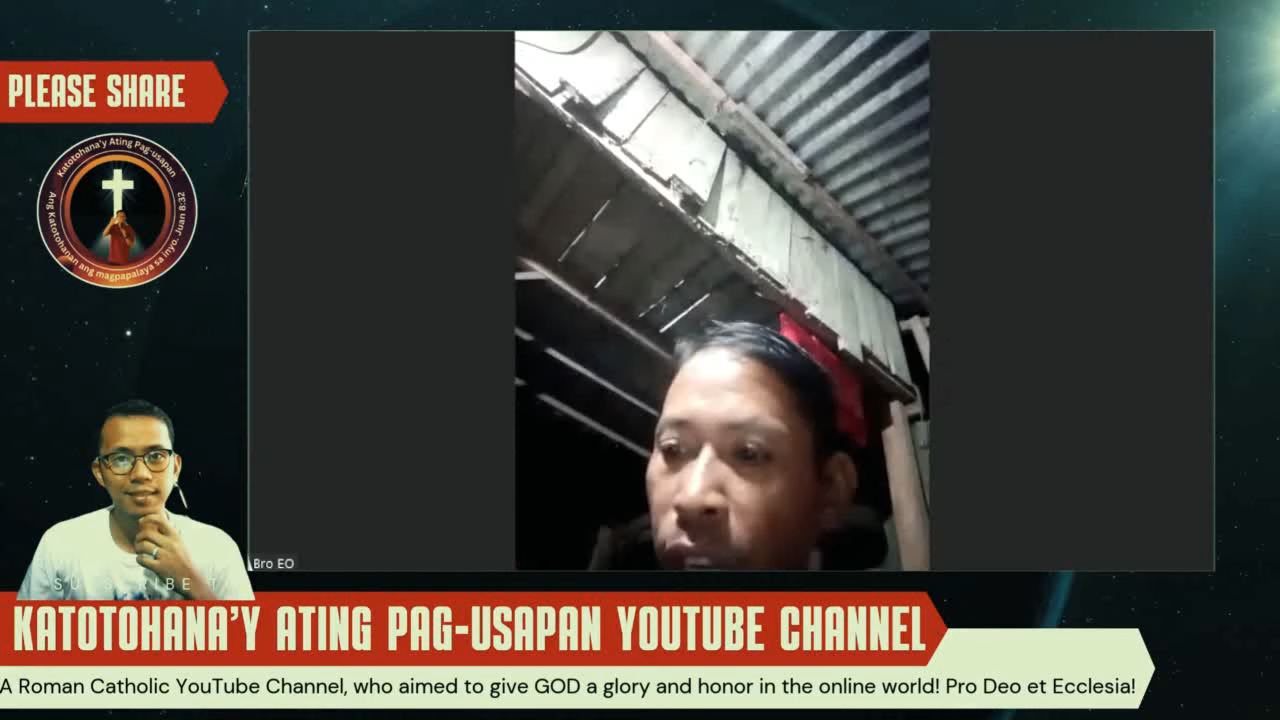 PLEASE SHARE
Katotohana'y Ating Pag-usapan
Ang Katotohanan ang magpapalaya sa inyo. Juan 8:32
Bro EO
SUBSCRIBE T
KATOTOHANA'Y ATING PAG-USAPAN YOUTUBE CHANNEL
A Roman Catholic YouTube Channel, who aimed to give GOD a glory and honor in the online world! Pro Deo et Ecclesia!